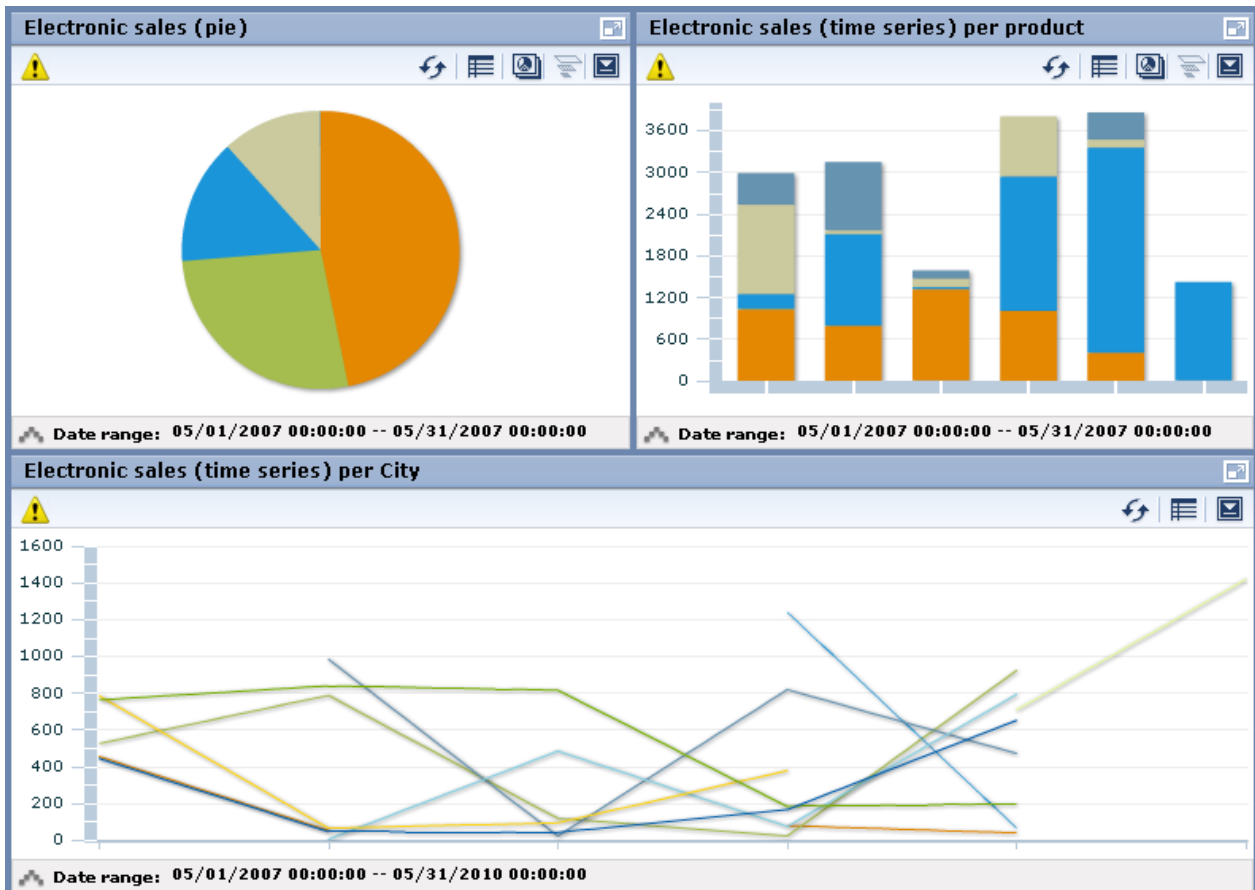 Electronic sales (pie)
Date range: 05/01/2007 00:00:00 -- 05/31/2007 00:00:00
Electronic sales (time series) per product
3600
3000
2400
1800
1200
600
0
Date range: 05/01/2007 00:00:00 -- 05/31/2007 00:00:00
Electronic sales (time series) per City
1600
1400
1200
1000
800
600
400
200
0
Date range: 05/01/2007 00:00:00 -- 05/31/2010 00:00:00